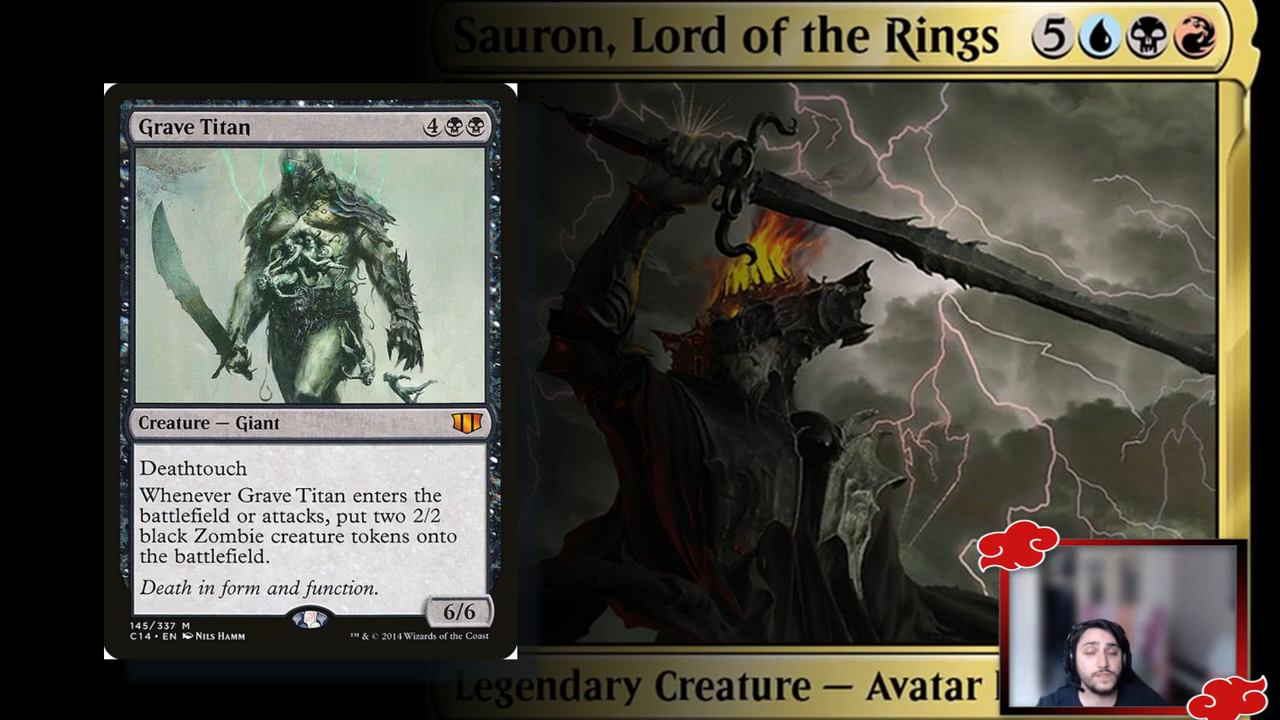 Sauron, Lord of the Rings 5
Grave Titan 4
Creature — Giant
Deathtouch
Whenever Grave Titan enters the
battlefield or attacks, put two 2/2
black Zombie creature tokens onto
the battlefield.
Death in form and function.
6/6
145/337 M
C14 • EN Nils Hamm
™ & © 2014 Wizards of the Coast
Legendary Creature — Avatar